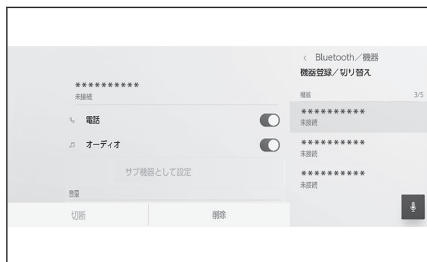 **********
未接続
電話
オーディオ
サブ機器として設定
音量
切断
削除
< Bluetooth／機器
機器登録／切り替え
機器 3/5
**********
未接続
**********
未接続
**********
未接続